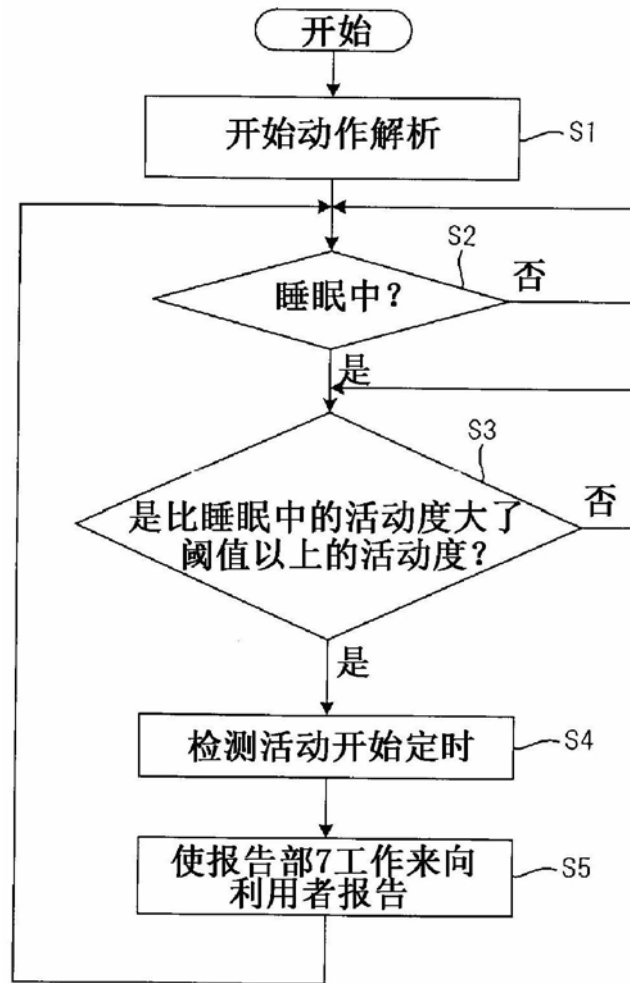 开始
开始动作解析
S1
S2
睡眠中？
否
是
S3
是比睡眠中的活动度大了
阈值以上的活动度？
否
是
检测活动开始定时
S4
使报告部7工作来向
利用者报告
S5